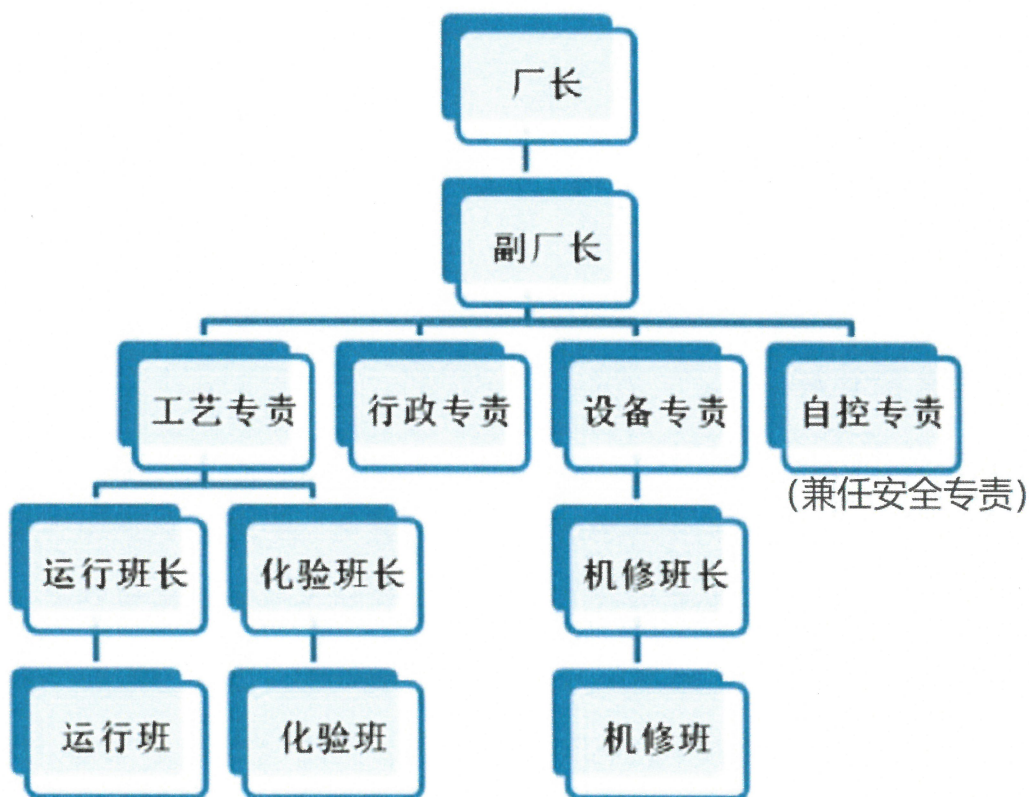 厂长
副厂长
工艺专责
行政专责
设备专责
自控专责
(兼任安全专责)
运行班长
化验班长
机修班长
运行班
化验班
机修班